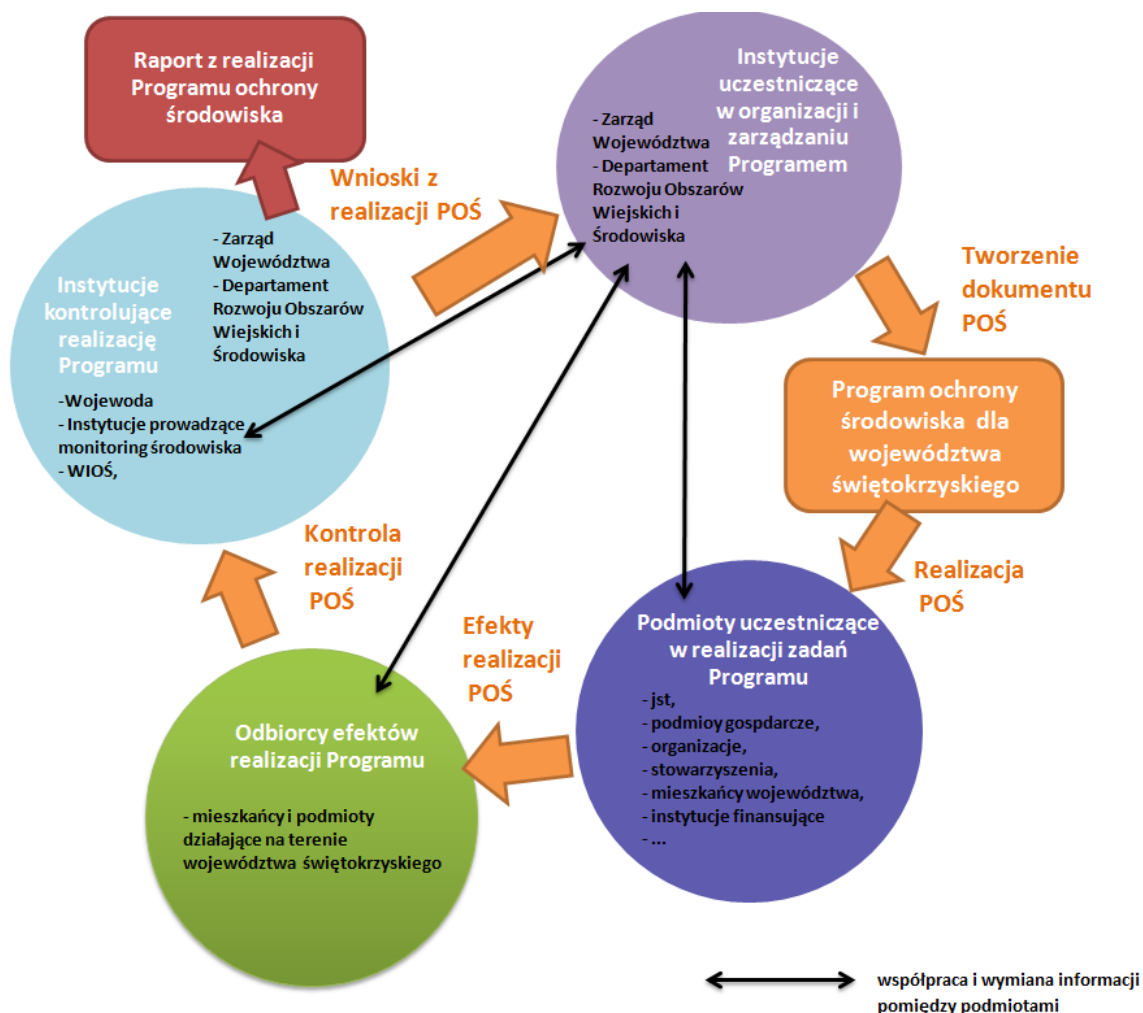 Raport z realizacji
Programu ochrony
środowiska
Wnioski z
realizacji POŚ
Instytucje
uczestniczące
w organizacji i
zarządzaniu
Programem
- Zarząd
Województwa
- Departament
Rozwoju Obszarów
Wiejskich i
Środowiska
Tworzenie
dokumentu
POŚ
Program ochrony
środowiska dla
województwa
świętokrzyskiego
Realizacja
POŚ
Podmioty uczestniczące
w realizacji zadań
Programu
- jst,
- podmioy gospdarcze,
- organizacje,
- stowarzyszenia,
- mieszkańcy województwa,
- instytucje finansujące
- ...
Efekty
realizacji
POŚ
Odbiorcy efektów
realizacji Programu
- mieszkańcy i podmioty
działające na terenie
województwa świętokrzyskiego
Kontrola
realizacji
POŚ
Instytucje
kontrolujące
realizację
Programu
- Zarząd
Województwa
- Departament
Rozwoju Obszarów
Wiejskich i
Środowiska
-Wojewoda
- Instytucje prowadzące
monitoring środowiska
- WIOŚ,
współpraca i wymiana informacji
pomiędzy podmiotami